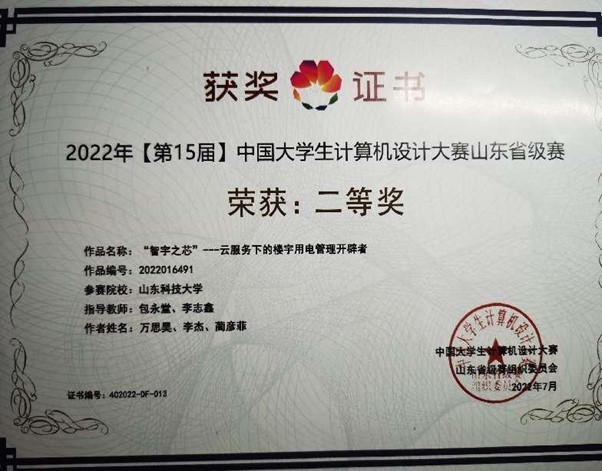 获奖 证书
2022年【第15届】中国大学生计算机设计大赛山东省级赛
荣获：二等奖
作品名称：“智宇之芯”---云服务下的楼宇用电管理开辟者
作品编号：2022016491
参赛院校：山东科技大学
指导教师：包永堂、李志鑫
作者姓名：万思昊、李杰、蔺彦菲
中国大学生计算机设计大赛
山东省级赛组织委员会
2022年7月
证书编号：402022-OF-013